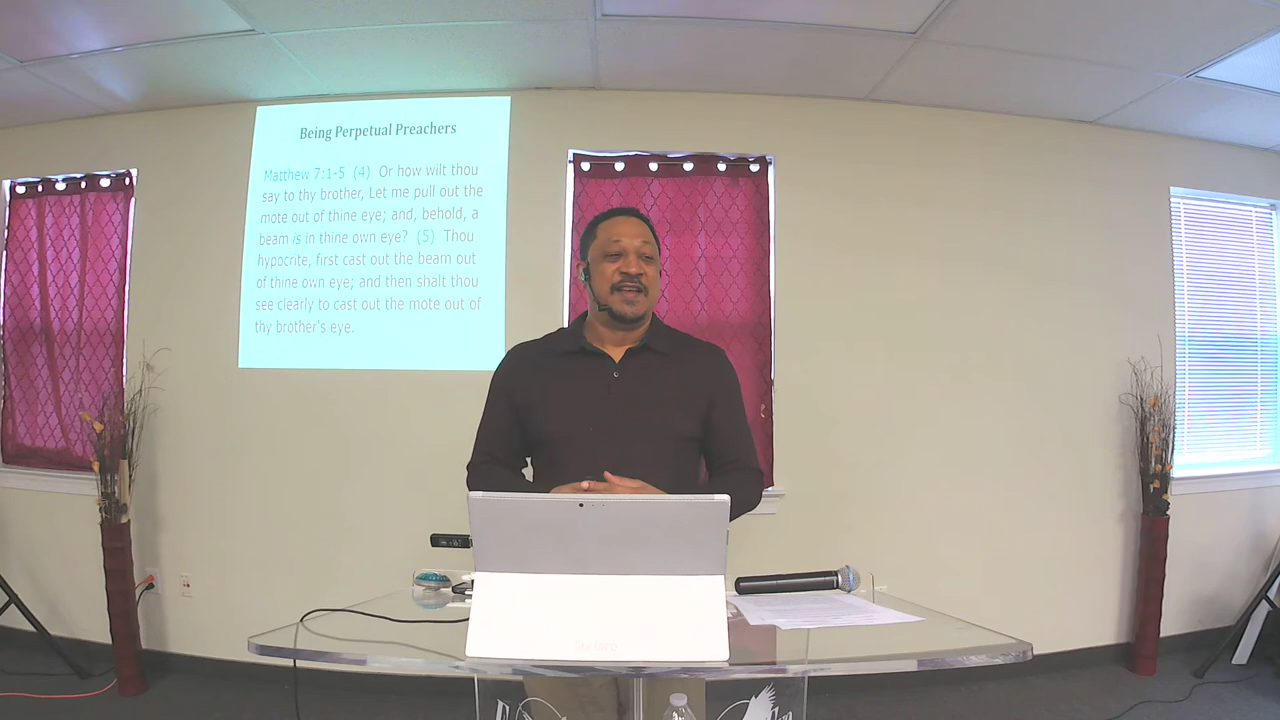 Being Perpetual Preachers
Matthew 7:1-5 (4) Or how wilt thou
say to thy brother, Let me pull out the
mote out of thine eye; and, behold, a
beam is in thine own eye? (5) Thou
hypocrite, first cast out the beam out
of thine own eye; and then shalt thou
see clearly to cast out the mote out of
thy brother's eye.